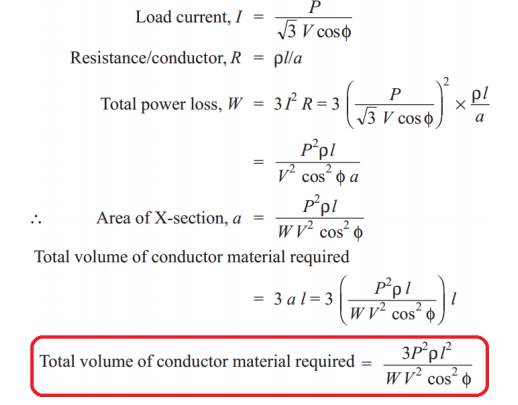 Load current, I = P / √3 V cosϕ
Resistance/conductor, R = ρl/a
Total power loss, W = 3 I² R = 3 (P / √3 V cos ϕ)² × ρl / a
= P²ρl / V² cos² ϕ a
∴ Area of X-section, a = P²ρl / W V² cos² ϕ
Total volume of conductor material required
= 3 a l = 3 (P²ρ l / W V² cos² ϕ) l
Total volume of conductor material required = 3P²ρl² / W V² cos² ϕ